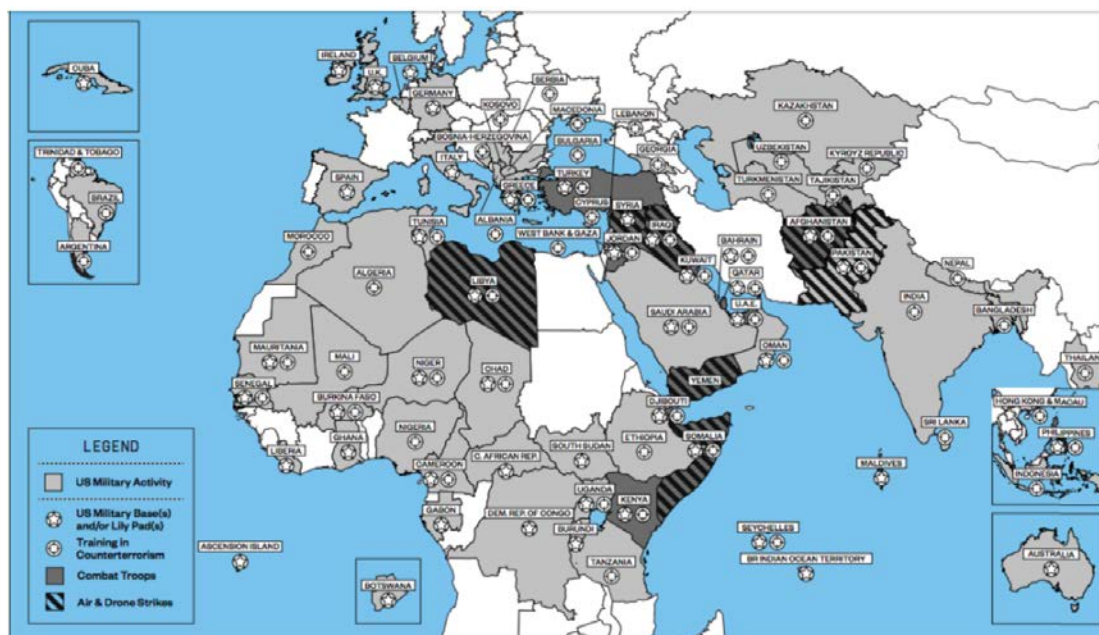 CUBA
TRINIDAD & TOBAGO
BRAZIL
ARGENTINA
IRELAND
U.K.
BELGIUM
GERMANY
SERBIA
KOSOVO
MACEDONIA
BOSNIA-HERZEGOVINA
BULGARIA
LEBANON
GEORGIA
KAZAKHSTAN
UZBEKISTAN
KYRGYZ REPUBLIC
TURKMENISTAN
TAJIKISTAN
SPAIN
ITALY
GREECE
TURKEY
CYPRUS
SYRIA
ALBANIA
WEST BANK & GAZA
IRAQ
JORDAN
AFGHANISTAN
PAKISTAN
NEPAL
INDIA
BANGLADESH
THAILAN
MOROCCO
TUNISIA
ALGERIA
LIBYA
KUWAIT
BAHRAIN
QATAR
U.A.E.
SAUDI ARABIA
OMAN
YEMEN
MAURITANIA
MALI
NIGER
CHAD
SENEGAL
BURKINA FASO
NIGERIA
GHANA
LIBERIA
CAMEROON
C. AFRICAN REP.
SOUTH SUDAN
ETHIOPIA
DJIBOUTI
SOMALIA
UGANDA
KENYA
GABON
DEM. REP. OF CONGO
BURUNDI
TANZANIA
ASCENSION ISLAND
BOTSWANA
SEYCHELLES
BR INDIAN OCEAN TERRITORY
MALDIVES
SRI LANKA
HONG KONG & MACAU
PHILIPPINES
INDONESIA
AUSTRALIA
LEGEND
US Military Activity
US Military Base(s)
and/or Lily Pad(s)
Training in
Counterterrorism
Combat Troops
Air & Drone Strikes